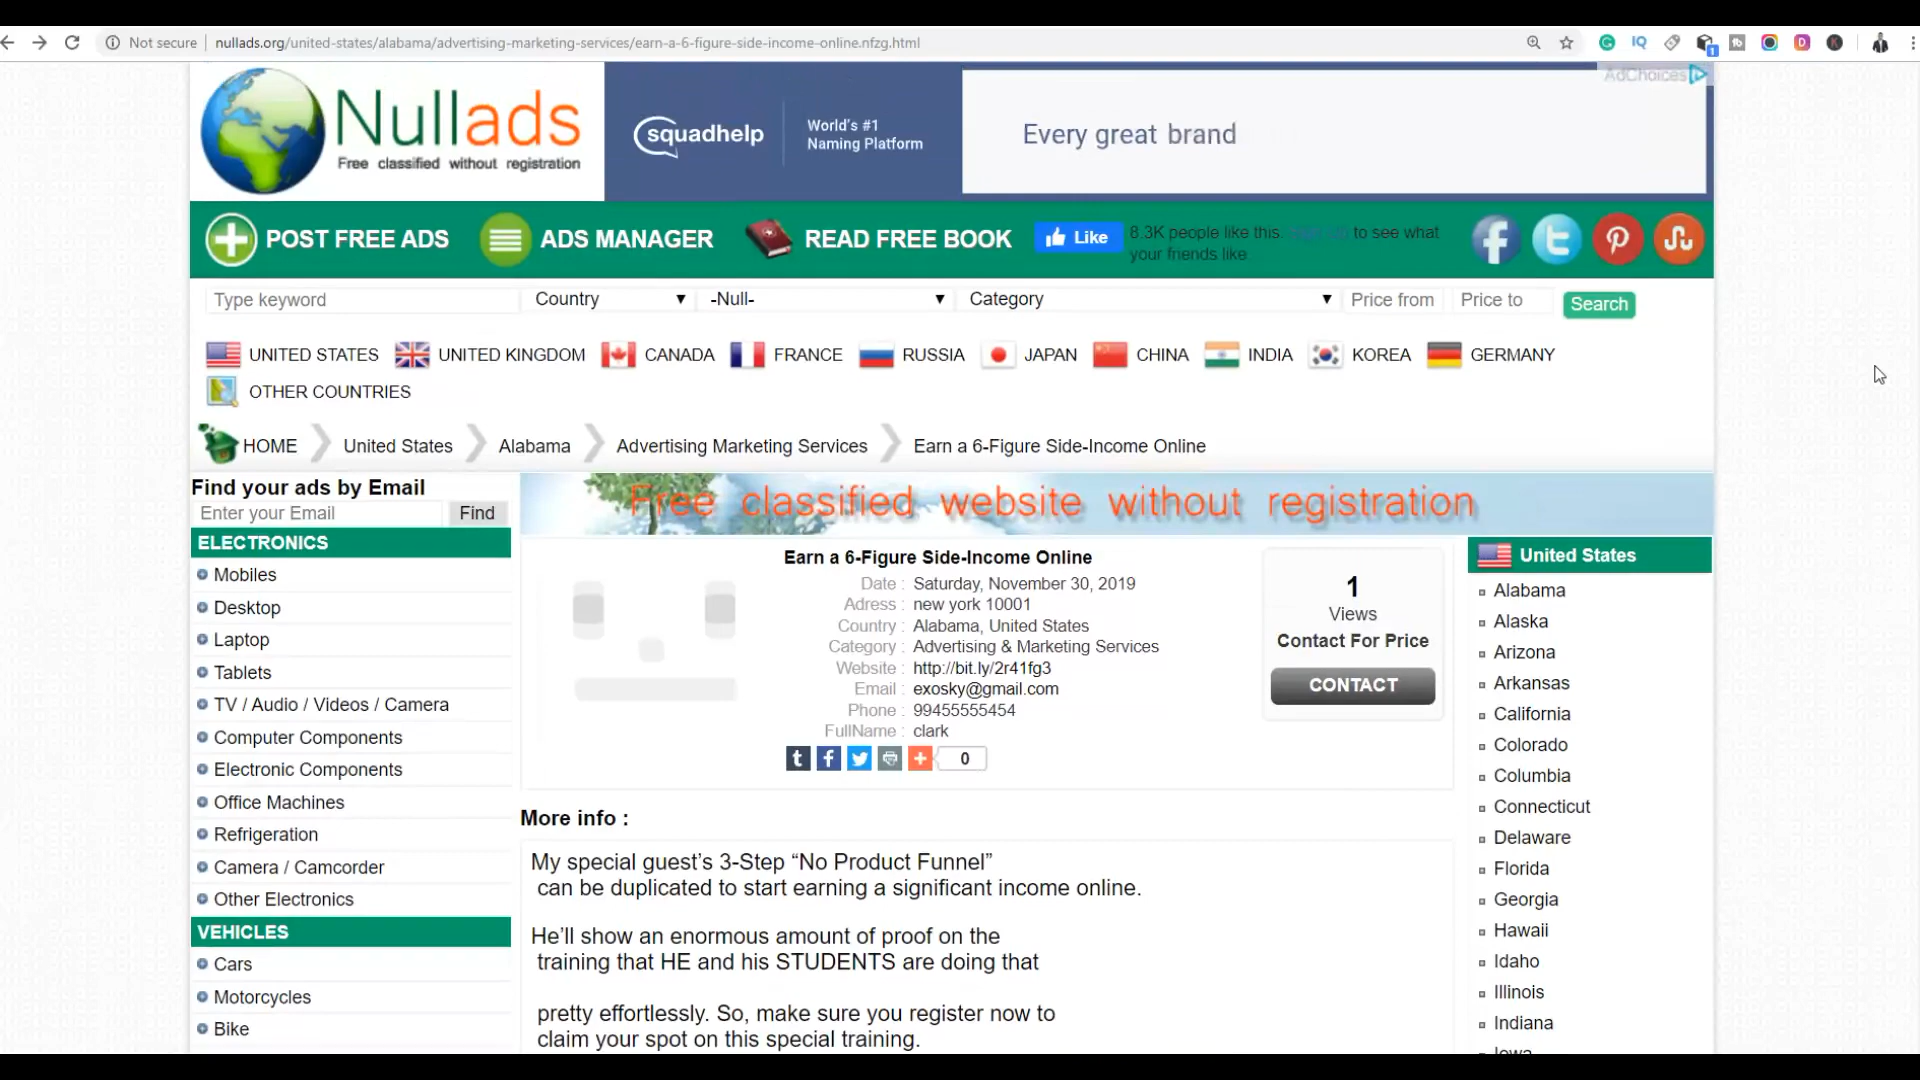 Not secure | nullads.org/united-states/alabama/advertising-marketing-services/earn-a-6-figure-side-income-online.nfzg.html
Nullads
Free classified without registration
squadhelp
World's #1
Naming Platform
Every great brand
AdChoices
POST FREE ADS
ADS MANAGER
READ FREE BOOK
Like
8.3K people like this. to see what
your friends like
Type keyword
Country
-Null-
Category
Price from
Price to
Search
UNITED STATES
UNITED KINGDOM
CANADA
FRANCE
RUSSIA
JAPAN
CHINA
INDIA
KOREA
GERMANY
OTHER COUNTRIES
HOME
United States
Alabama
Advertising Marketing Services
Earn a 6-Figure Side-Income Online
Find your ads by Email
Enter your Email
Find
ELECTRONICS
Mobiles
Desktop
Laptop
Tablets
TV / Audio / Videos / Camera
Computer Components
Electronic Components
Office Machines
Refrigeration
Camera / Camcorder
Other Electronics
VEHICLES
Cars
Motorcycles
Bike
Free classified website without registration
Earn a 6-Figure Side-Income Online
Date : Saturday, November 30, 2019
Adress : new york 10001
Country : Alabama, United States
Category : Advertising & Marketing Services
Website : http://bit.ly/2r41fg3
Email : exosky@gmail.com
Phone : 99455555454
FullName : clark
0
1
Views
Contact For Price
CONTACT
More info :
My special guest's 3-Step “No Product Funnel”
can be duplicated to start earning a significant income online.
He'll show an enormous amount of proof on the
training that HE and his STUDENTS are doing that
pretty effortlessly. So, make sure you register now to
claim your spot on this special training.
United States
Alabama
Alaska
Arizona
Arkansas
California
Colorado
Columbia
Connecticut
Delaware
Florida
Georgia
Hawaii
Idaho
Illinois
Indiana
Iowa